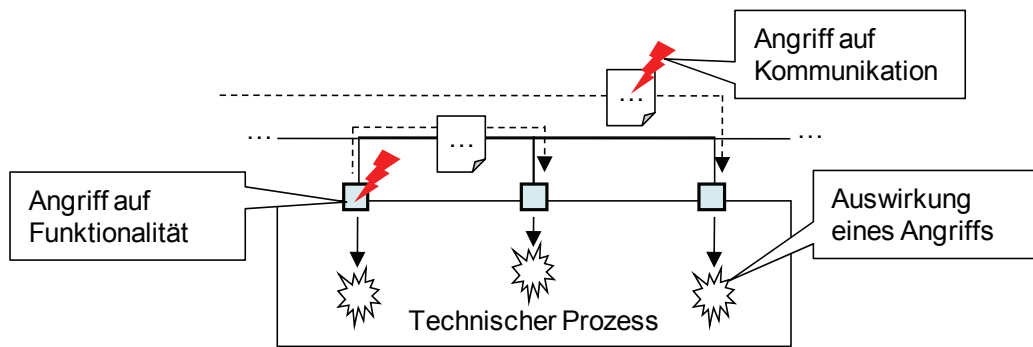 Angriff auf
Kommunikation
...
...
...
...
Angriff auf
Funktionalität
Auswirkung
eines Angriffs
Technischer Prozess